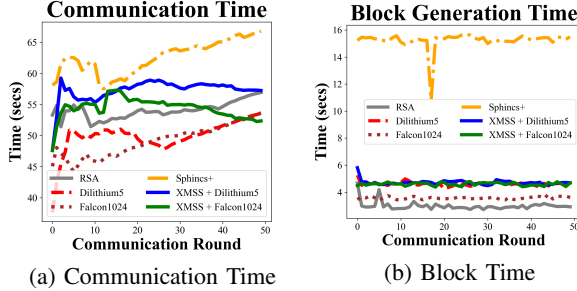 Communication Time
Time (secs)
65
60
55
50
45
40
RSA
Dilithium5
Falcon1024
Sphincs+
XMSS + Dilithium5
XMSS + Falcon1024
0 10 20 30 40 50
Communication Round
(a) Communication Time
Block Generation Time
Time (secs)
16
14
12
10
8
6
4
RSA
Dilithium5
Falcon1024
Sphincs+
XMSS + Dilithium5
XMSS + Falcon1024
0 10 20 30 40 50
Communication Round
(b) Block Time